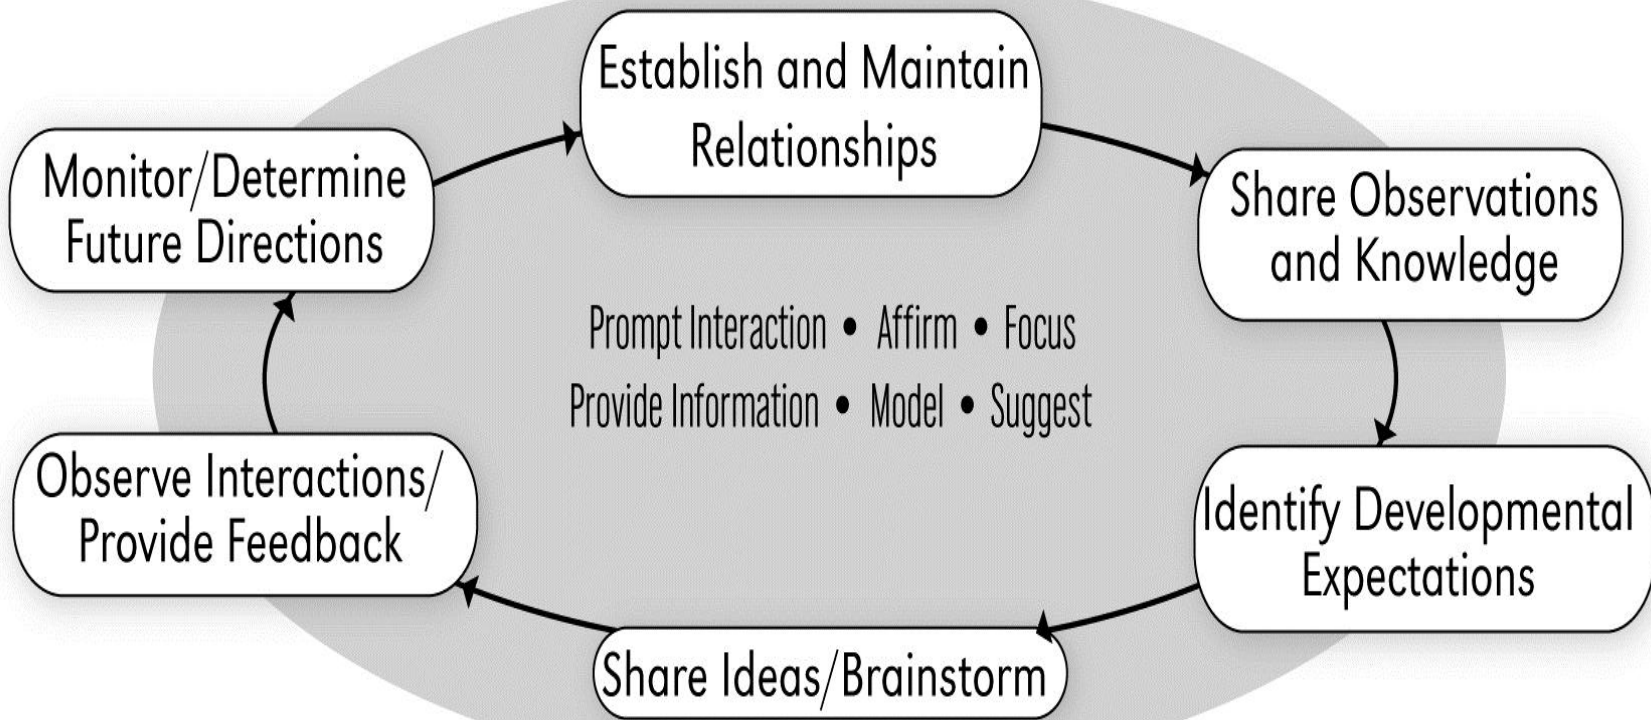 Establish and Maintain
Relationships
Share Observations
and Knowledge
Identify Developmental
Expectations
Share Ideas/Brainstorm
Observe Interactions/
Provide Feedback
Monitor/Determine
Future Directions
Prompt Interaction • Affirm • Focus
Provide Information • Model • Suggest